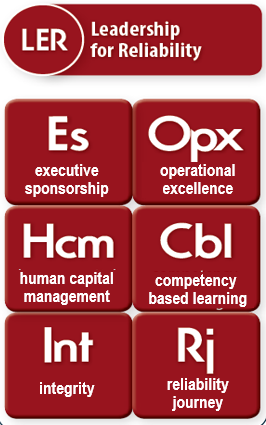 LER
Leadership
for Reliability
Es
executive
sponsorship
Opx
operational
excellence
Hcm
human capital
management
Cbl
competency
based learning
Int
integrity
Rj
reliability
journey